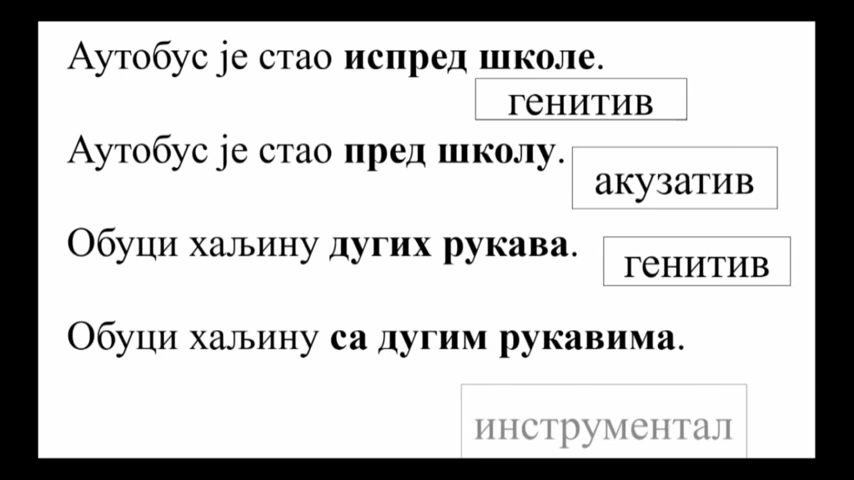 Аутобус је стао испред школе.
генитив
Аутобус је стао пред школу.
акузатив
Обуци хаљину дугих рукава.
генитив
Обуци хаљину са дугим рукавима.
инструментал